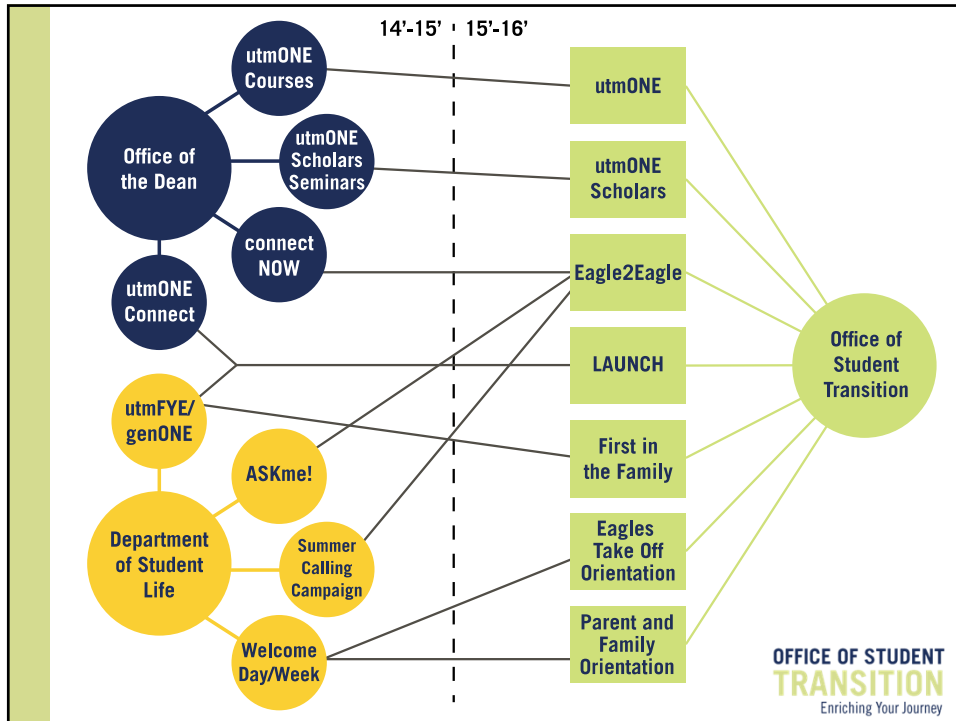 14’-15’
15’-16’
utmONE
Courses
Office of
the Dean
utmONE
Scholars
Seminars
connect
NOW
utmONE
Connect
utmFYE/
genONE
ASKme!
Department
of Student
Life
Summer
Calling
Campaign
Welcome
Day/Week
utmONE
utmONE
Scholars
Eagle2Eagle
LAUNCH
First in
the Family
Eagles
Take Off
Orientation
Parent and
Family
Orientation
Office of
Student
Transition
OFFICE OF STUDENT
TRANSITION
Enriching Your Journey